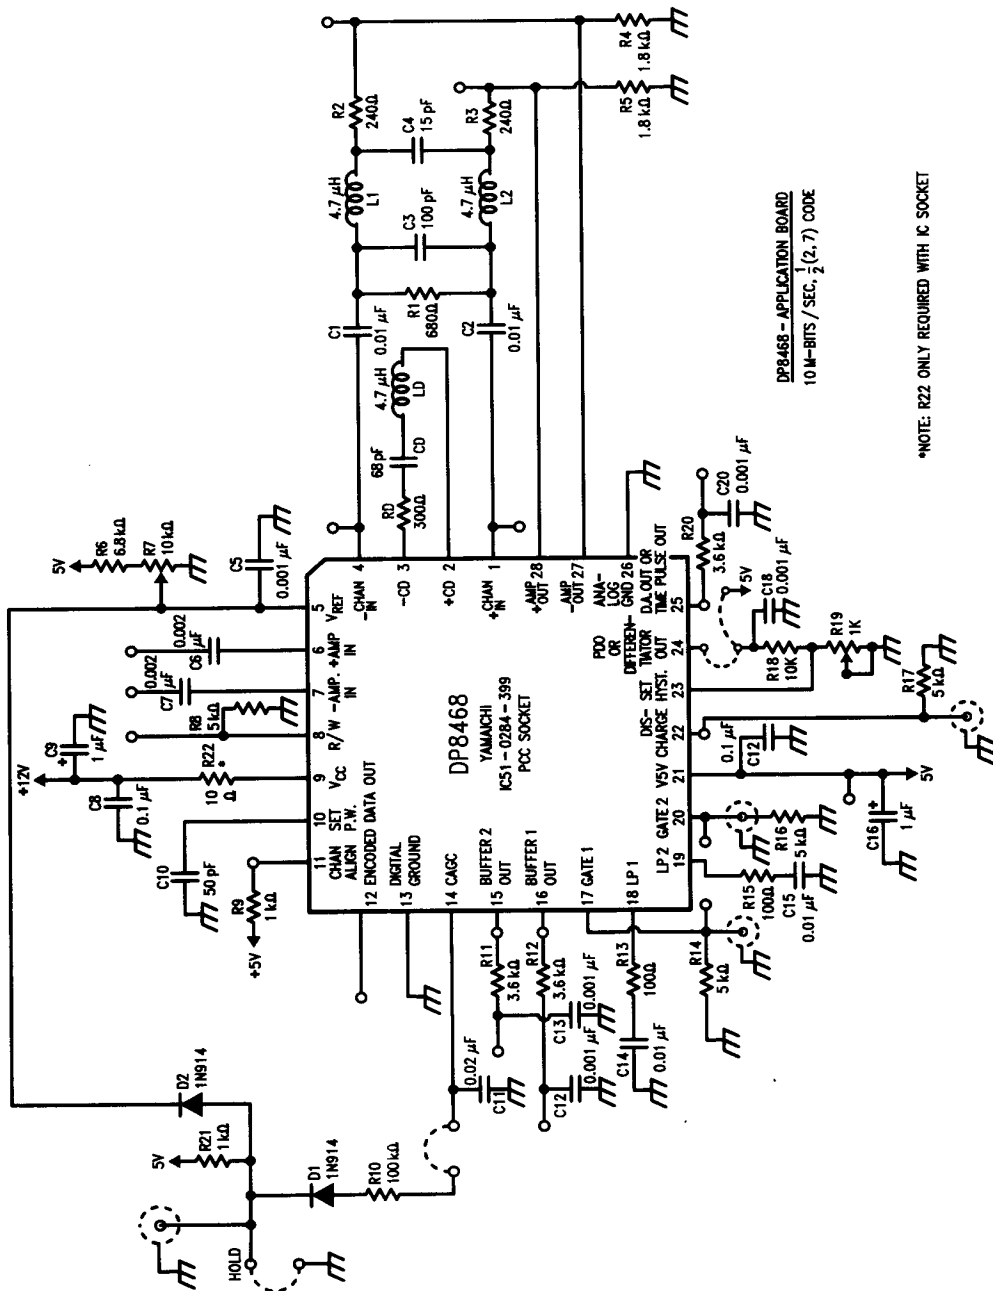 R4
1.8 kΩ
R5
1.8 kΩ
R2
240Ω
C4
15 pF
R3
240Ω
4.7 μH
L1
C3
100 pF
4.7 μH
L2
R1
680Ω
C1
0.01 μF
C2
0.01 μF
4.7 μH
LD
68 pF
CD
RD
300Ω
5V
R6
6.8 kΩ
R7
10 kΩ
C5
0.001 μF
0.002
μF
C6
0.002
μF
C7
R8
5 kΩ
C9
+
1 μF
+12V
C8
0.1 μF
R22
*
10
Ω
C10
50 pF
R9
1 kΩ
+5V
D2
1N914
5V
R21
1 kΩ
D1
1N914
R10
100 kΩ
HOLD
DP8468
YAMAICHI
IC51-0284-399
PCC SOCKET
4 CHAN
-IN
3 -CD
2 +CD
1 CHAN
+IN
28 AMP
+OUT
27 AMP
-OUT
26 ANA-
LOG
GND
5 VREF
6 +AMP
IN
7 -AMP.
IN
8 R/W
9 VCC
10 SET
P.W.
11 CHAN
ALIGN
12 ENCODED DATA OUT
13 DIGITAL
GROUND
14 CAGC
15 BUFFER 2
OUT
16 BUFFER 1
OUT
17 GATE 1
18 LP 1
19 LP 2
20 GATE 2
21 V5V
22 DIS-
CHARGE
23 SET
HYST.
24 PDO
OR
DIFFEREN-
TIATOR
OUT
25 D.A. OUT OR
TIME PULSE OUT
0.02 μF
C11
R11
3.6 kΩ
R12
3.6 kΩ
0.001 μF
C13
0.001 μF
C12
R13
100Ω
C14
0.01 μF
R14
5 kΩ
R15
100Ω
C15
0.01 μF
R16
5 kΩ
C16
+
1 μF
5V
0.1 μF
C12
R17
5 kΩ
R18
10K
R19
1K
C18
0.001 μF
5V
R20
3.6 kΩ
C20
0.001 μF
DP8468 - APPLICATION BOARD
10 M-BITS / SEC, 1/2 (2, 7) CODE
*NOTE: R22 ONLY REQUIRED WITH IC SOCKET